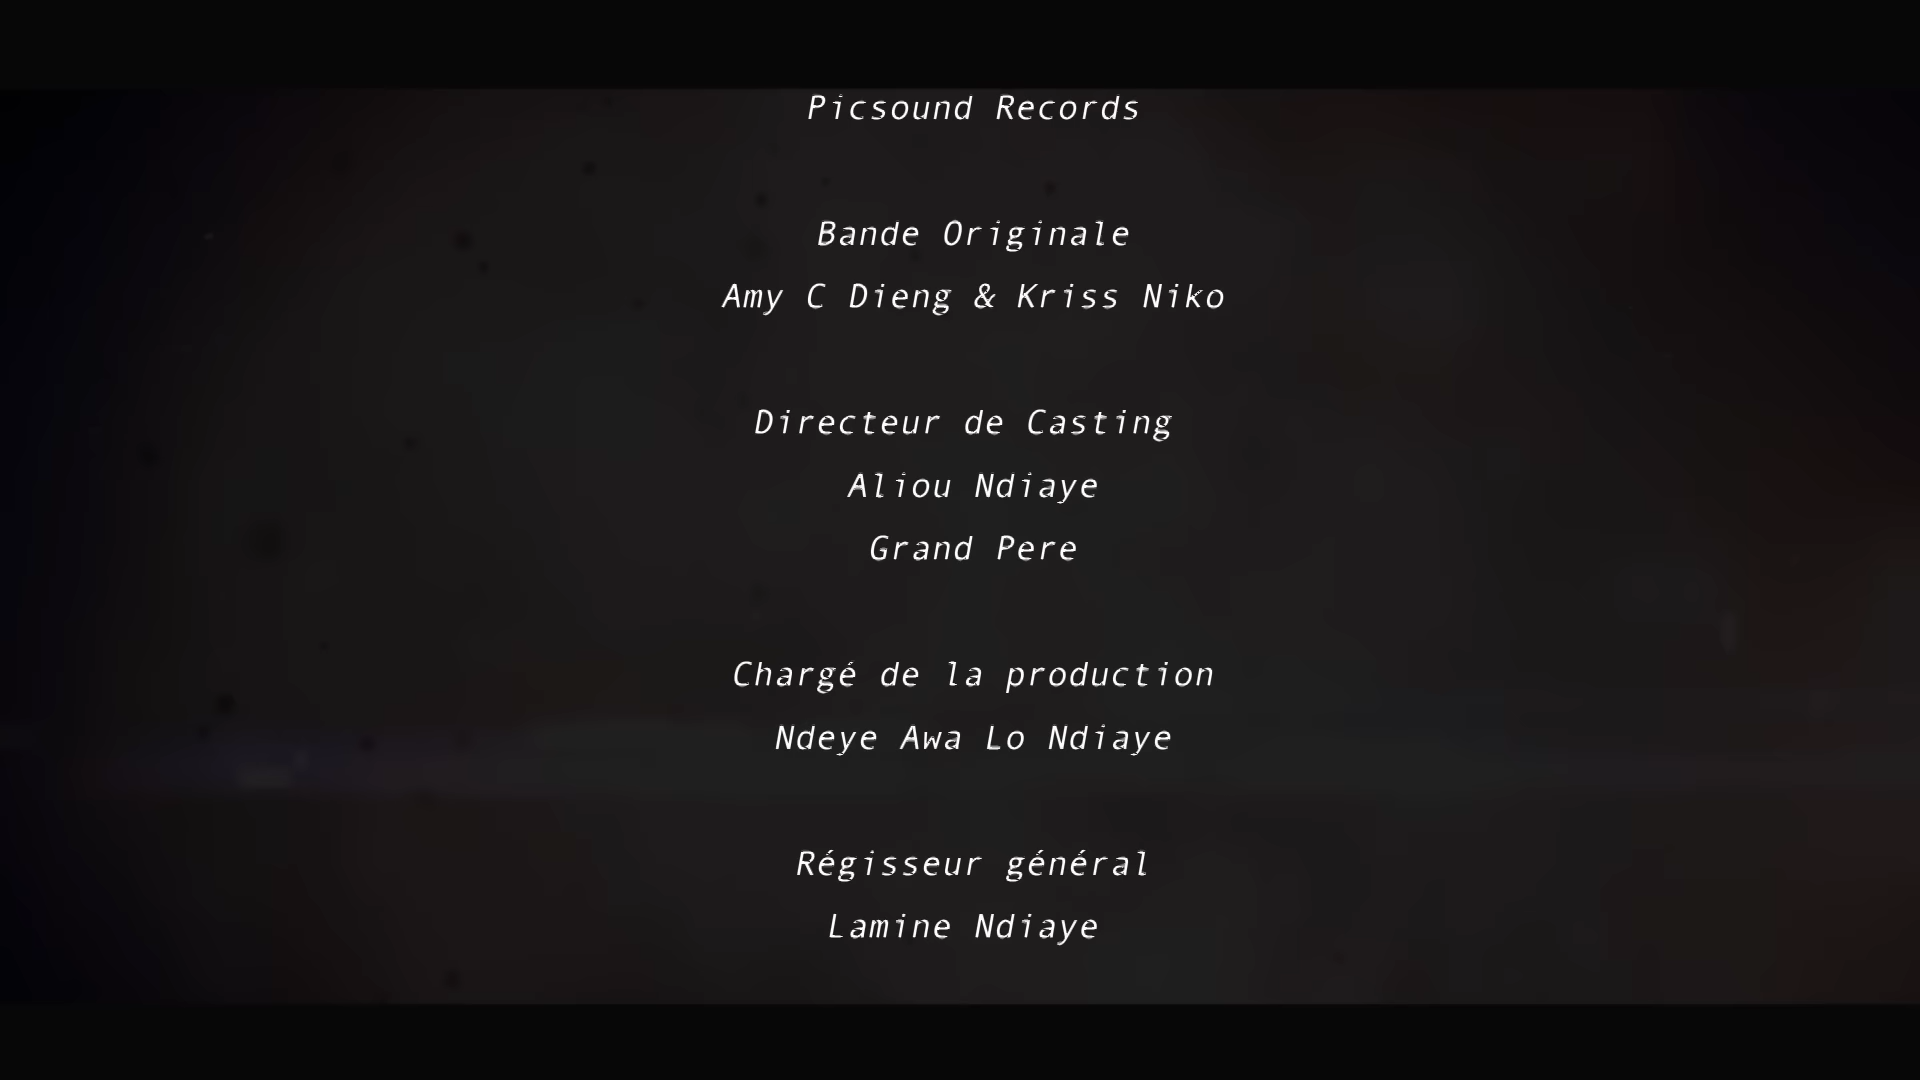 Picsound Records
Bande Originale
Amy C Dieng & Kriss Niko
Directeur de Casting
Aliou Ndiaye
Grand Pere
Chargé de la production
Ndeye Awa Lo Ndiaye
Régisseur général
Lamine Ndiaye